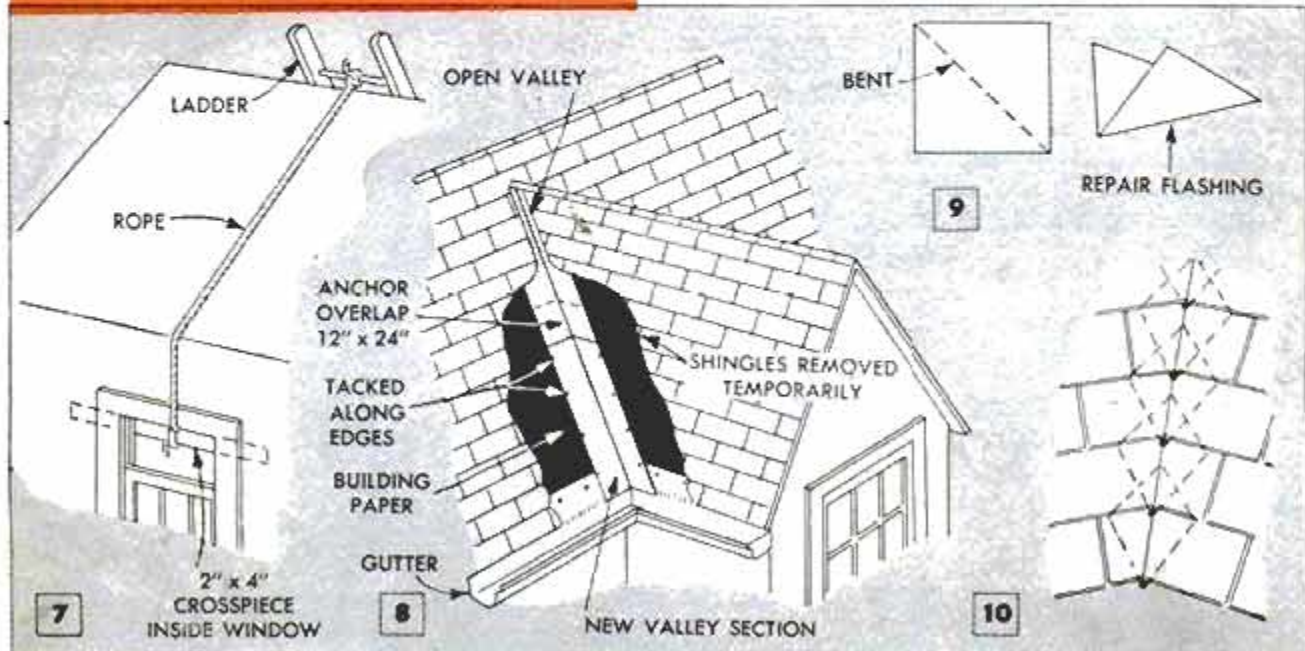 LADDER
ROPE
2" x 4"
CROSSPIECE
INSIDE WINDOW
7
OPEN VALLEY
ANCHOR
OVERLAP
12" x 24"
TACKED
ALONG
EDGES
BUILDING
PAPER
GUTTER
SHINGLES REMOVED
TEMPORARILY
NEW VALLEY SECTION
8
BENT
REPAIR FLASHING
9
10